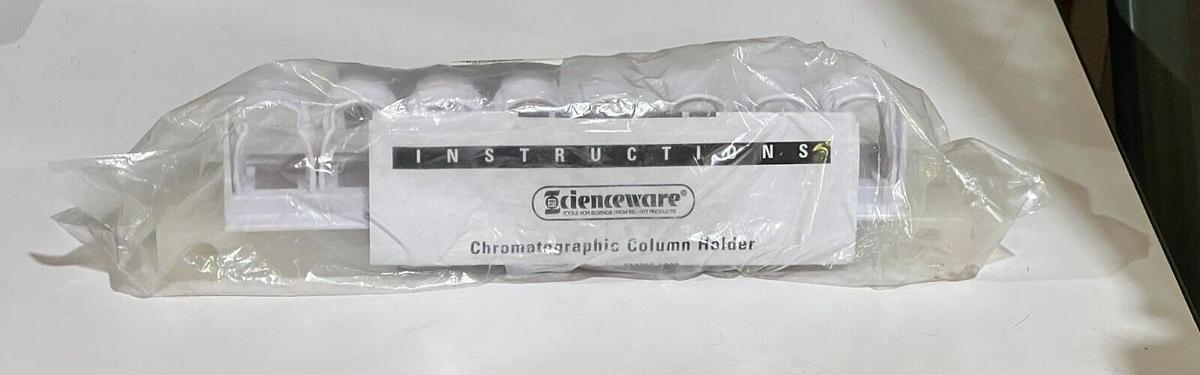 INSTRUCTIONS
Scienceware®
TOOLS FOR SCIENCE FROM BEL-ART PRODUCTS
Chromatographic Column Holder